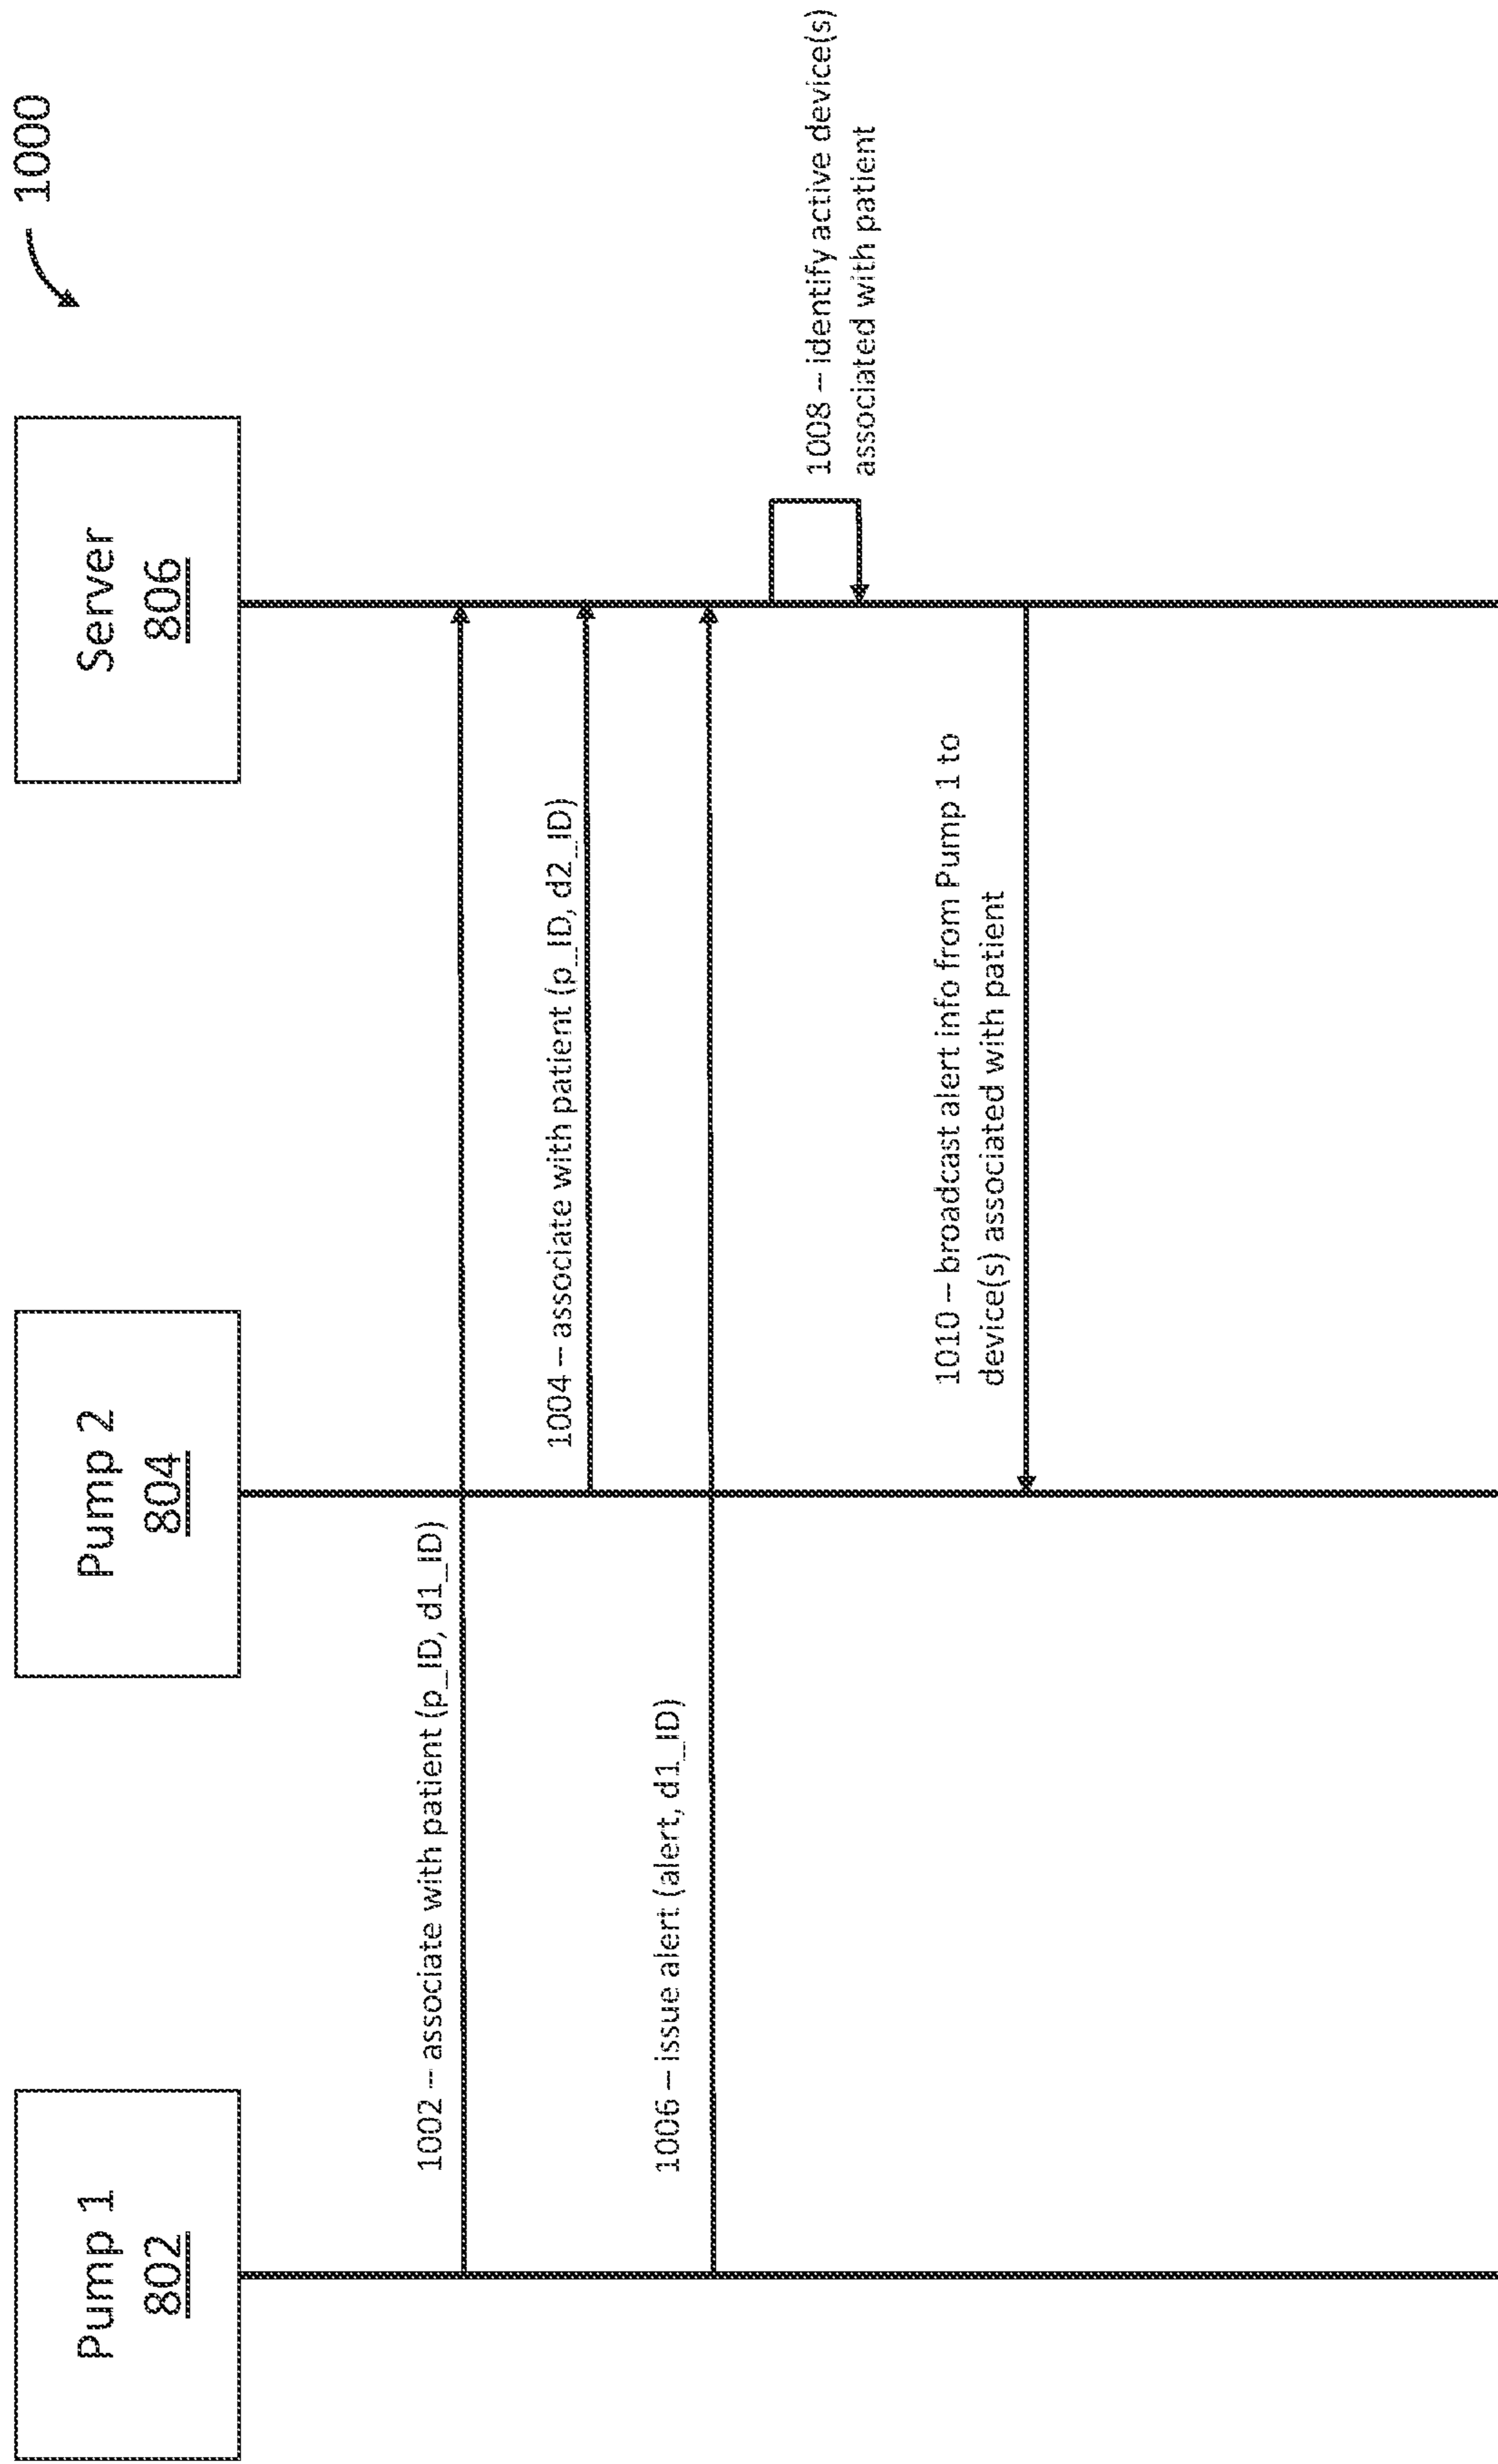 1000
Pump 1
802
Pump 2
804
Server
806
1002 – associate with patient (p_ID, d1_ID)
1004 – associate with patient (p_ID, d2_ID)
1006 – issue alert (alert, d1_ID)
1008 – identify active device(s)
associated with patient
1010 – broadcast alert info from Pump 1 to
device(s) associated with patient